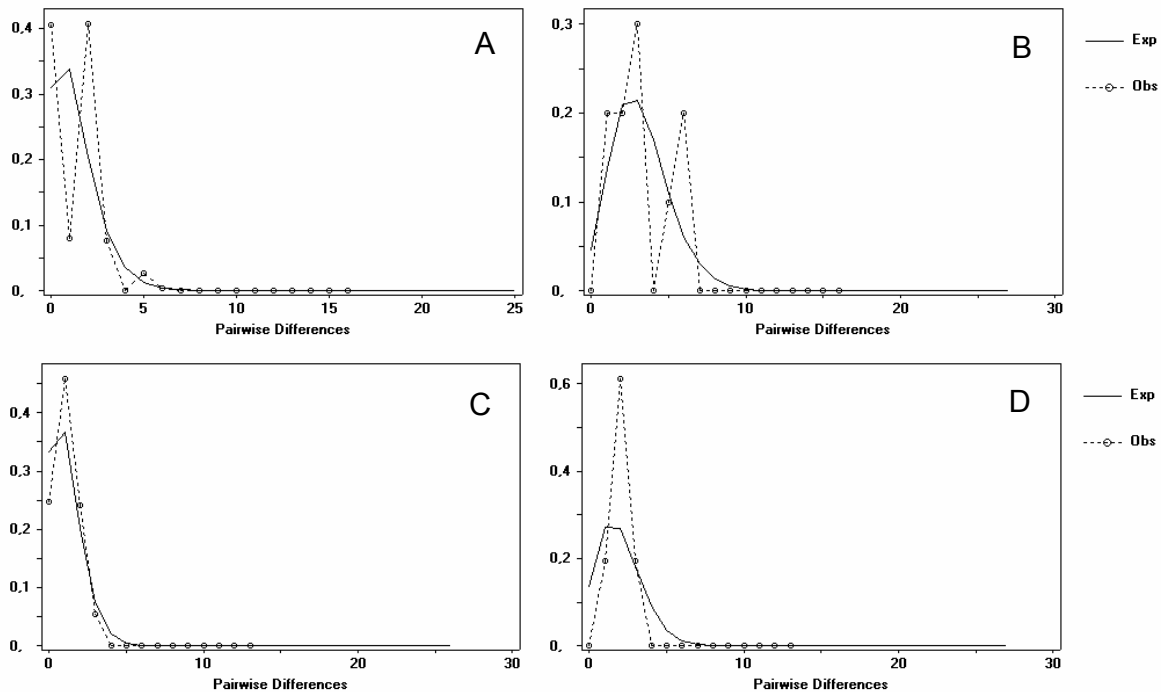 0,4
0,3
0,2
0,1
0,
0 5 10 15 20 25
Pairwise Differences
A
0,3
0,2
0,1
0,
0 10 20 30
Pairwise Differences
B
Exp
Obs
0,4
0,3
0,2
0,1
0,
0 10 20 30
Pairwise Differences
C
0,6
0,4
0,2
0,
0 10 20 30
Pairwise Differences
D
Exp
Obs